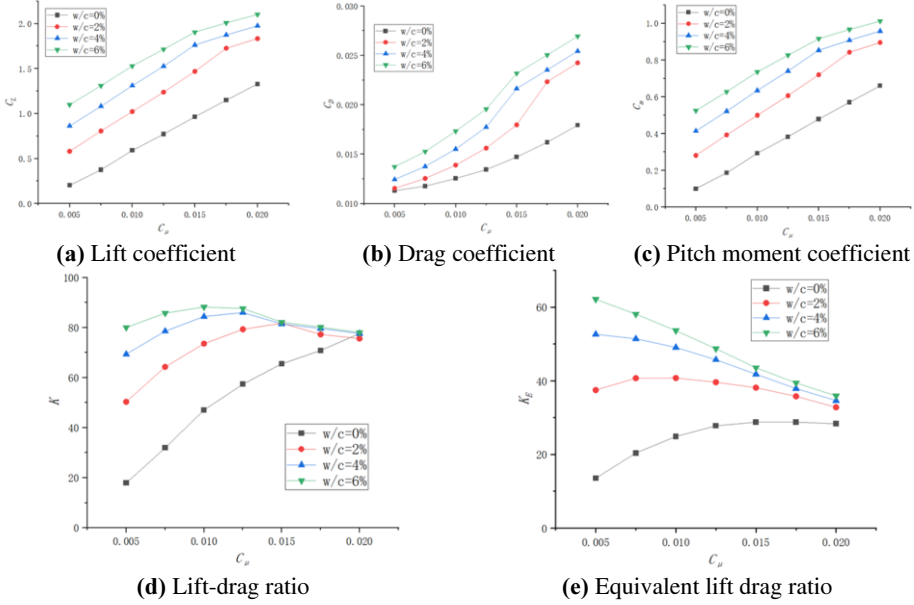 w/c=0%
w/c=2%
w/c=4%
w/c=6%
2.0
1.5
1.0
0.5
0.0
C_L
0.005 0.010 0.015 0.020
C_μ
(a) Lift coefficient
w/c=0%
w/c=2%
w/c=4%
w/c=6%
0.030
0.025
0.020
0.015
0.010
C_D
0.005 0.010 0.015 0.020
C_μ
(b) Drag coefficient
w/c=0%
w/c=2%
w/c=4%
w/c=6%
1.0
0.8
0.6
0.4
0.2
0.0
0.005 0.010 0.015 0.020
C_μ
(c) Pitch moment coefficient
100
80
60
40
20
0
K
w/c=0%
w/c=2%
w/c=4%
w/c=6%
0.005 0.010 0.015 0.020
C_μ
(d) Lift-drag ratio
w/c=0%
w/c=2%
w/c=4%
w/c=6%
60
40
20
0
K_E
0.005 0.010 0.015 0.020
C_μ
(e) Equivalent lift drag ratio